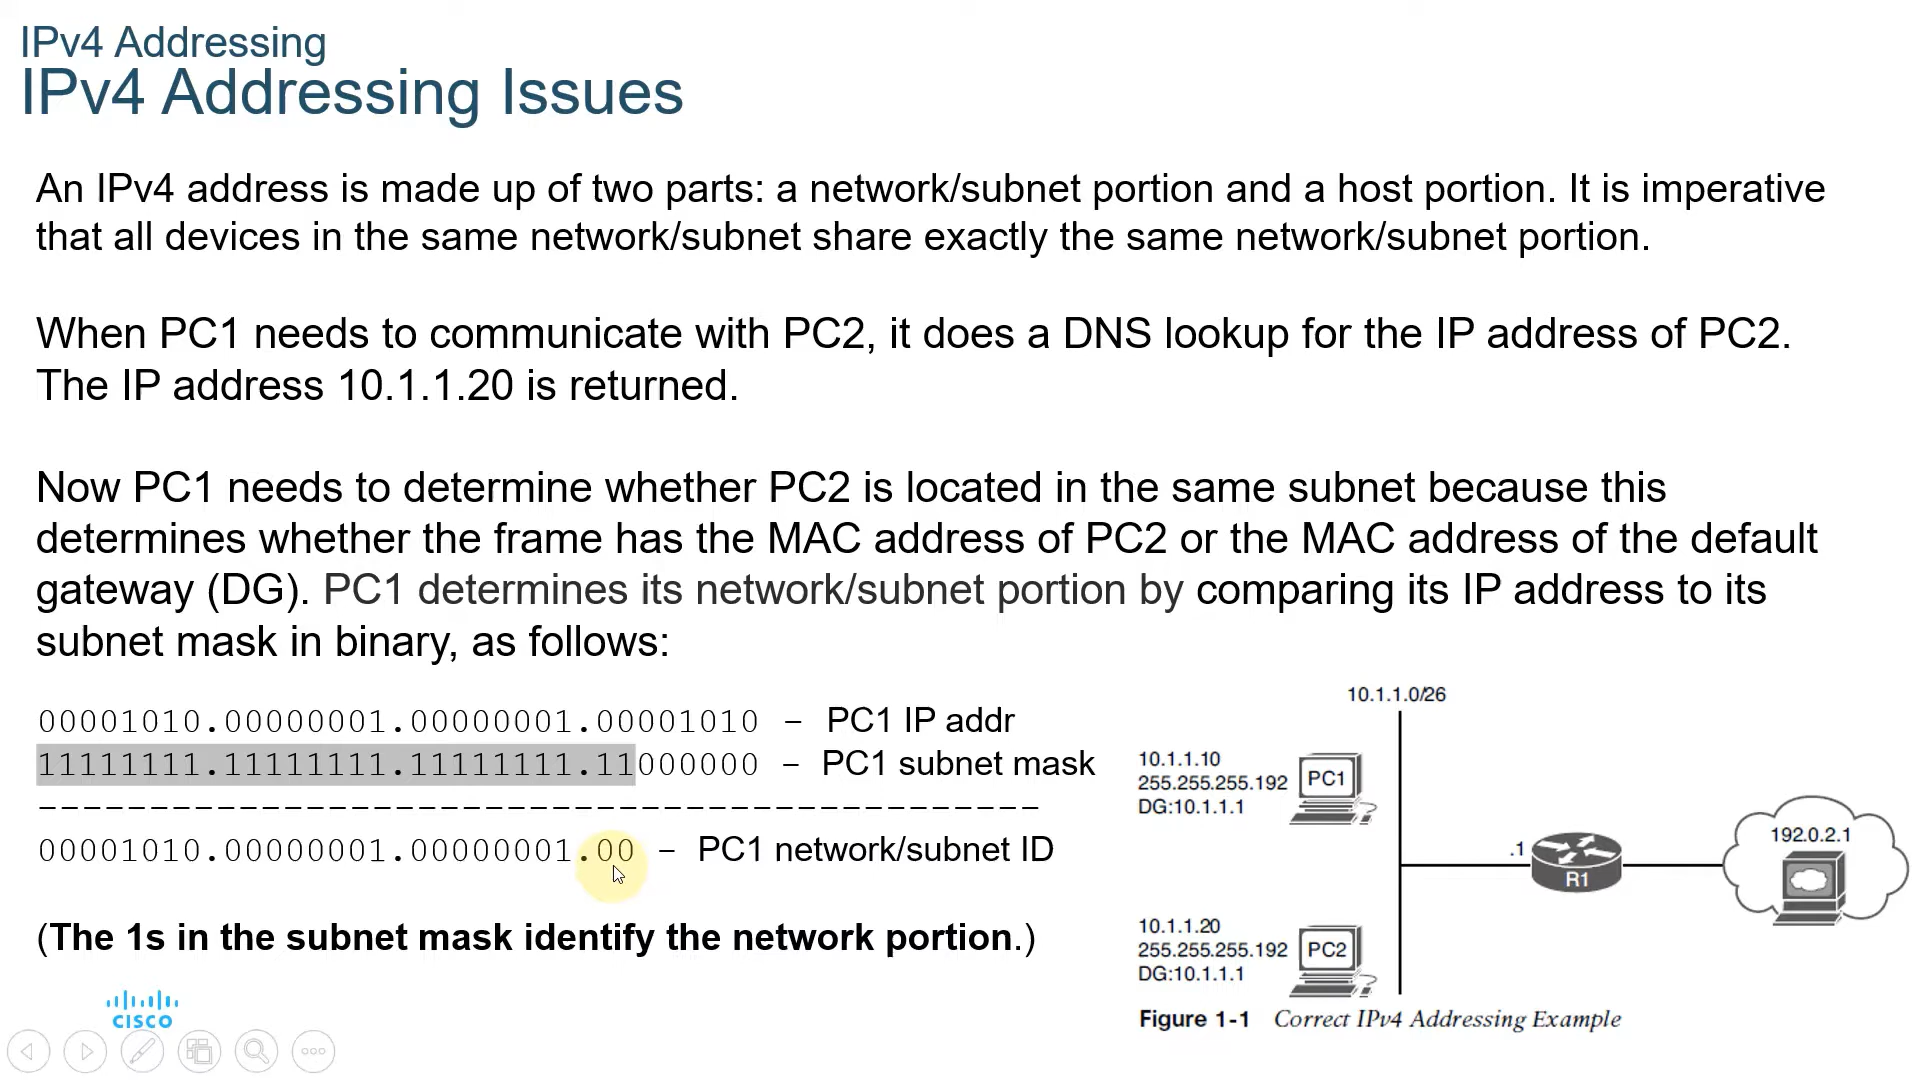 IPv4 Addressing
IPv4 Addressing Issues
An IPv4 address is made up of two parts: a network/subnet portion and a host portion. It is imperative
that all devices in the same network/subnet share exactly the same network/subnet portion.
When PC1 needs to communicate with PC2, it does a DNS lookup for the IP address of PC2.
The IP address 10.1.1.20 is returned.
Now PC1 needs to determine whether PC2 is located in the same subnet because this
determines whether the frame has the MAC address of PC2 or the MAC address of the default
gateway (DG). PC1 determines its network/subnet portion by comparing its IP address to its
subnet mask in binary, as follows:
00001010.00000001.00000001.00001010 - PC1 IP addr
11111111.11111111.11111111.11000000 - PC1 subnet mask
-------------------------------------------
00001010.00000001.00000001.00 - PC1 network/subnet ID
(The 1s in the subnet mask identify the network portion.)
10.1.1.0/26
10.1.1.10
255.255.255.192
DG:10.1.1.1
PC1
.1
R1
192.0.2.1
10.1.1.20
255.255.255.192
DG:10.1.1.1
PC2
Figure 1-1 Correct IPv4 Addressing Example
CISCO